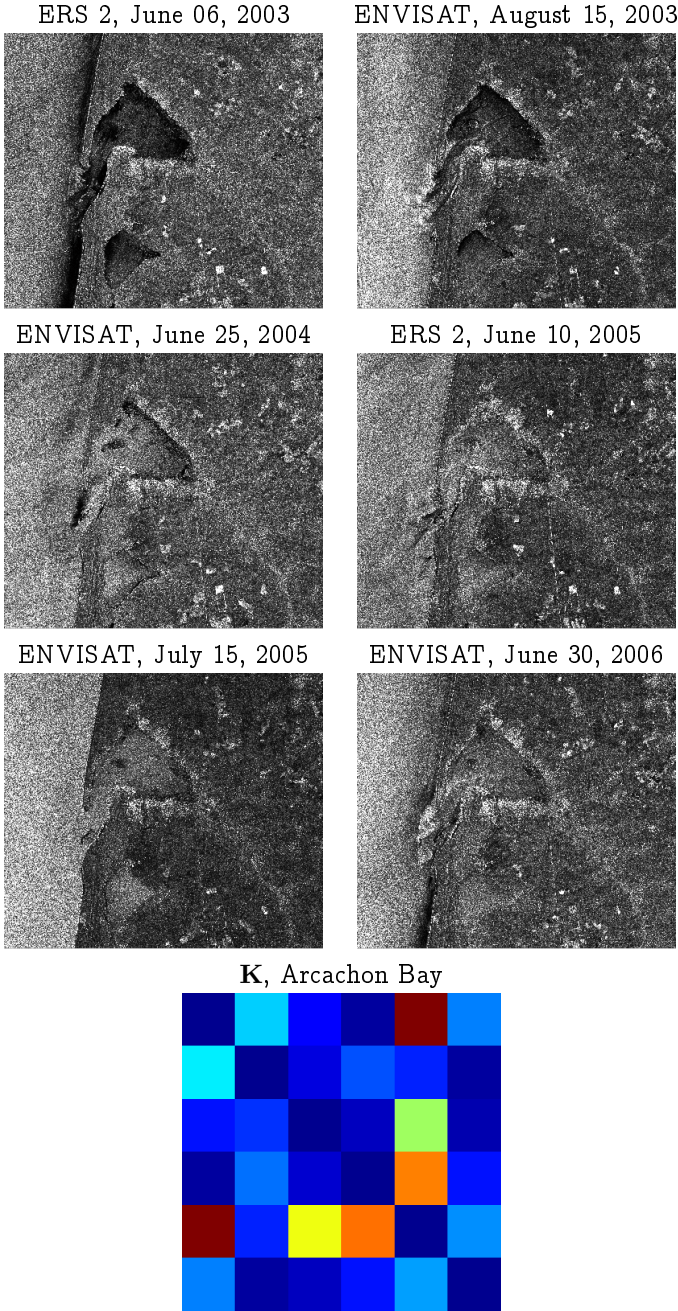 ERS 2, June 06, 2003
ENVISAT, August 15, 2003
ENVISAT, June 25, 2004
ERS 2, June 10, 2005
ENVISAT, July 15, 2005
ENVISAT, June 30, 2006
K, Arcachon Bay